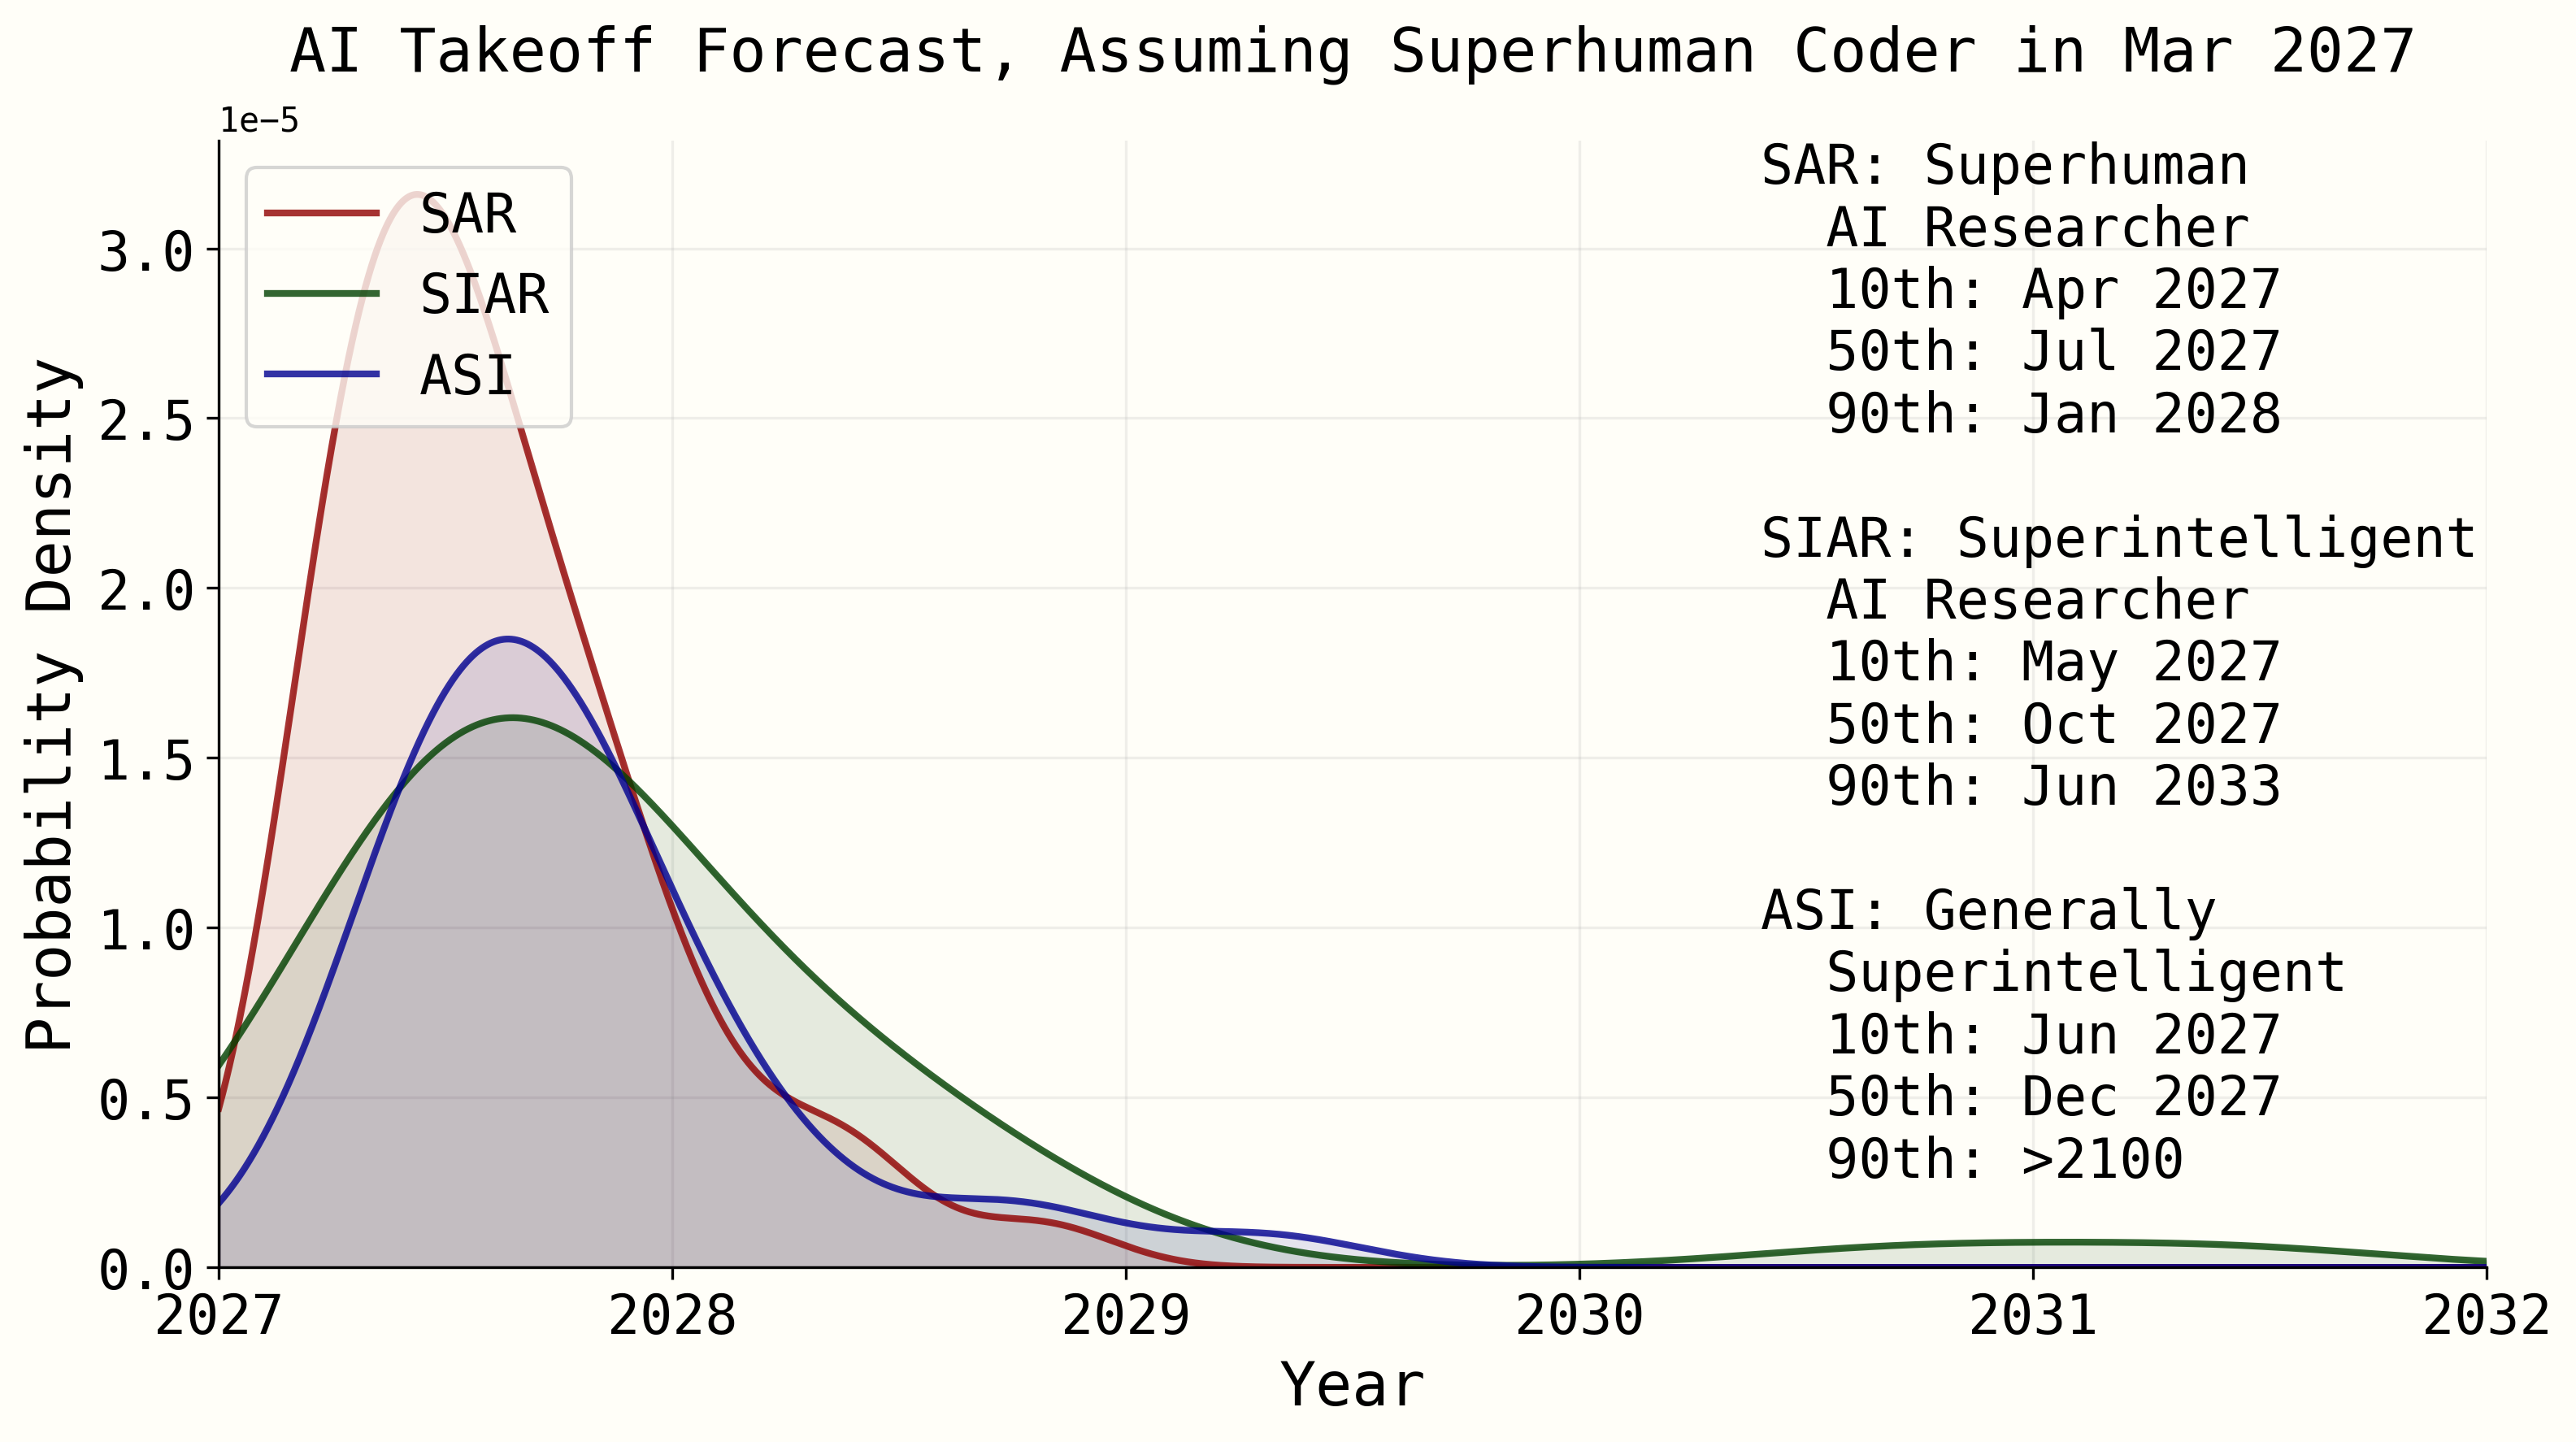 AI Takeoff Forecast, Assuming Superhuman Coder in Mar 2027
1e−5
SAR
SIAR
ASI
SAR: Superhuman
AI Researcher
10th: Apr 2027
50th: Jul 2027
90th: Jan 2028
SIAR: Superintelligent
AI Researcher
10th: May 2027
50th: Oct 2027
90th: Jun 2033
ASI: Generally
Superintelligent
10th: Jun 2027
50th: Dec 2027
90th: >2100
Probability Density
3.0
2.5
2.0
1.5
1.0
0.5
0.0
2027 2028 2029 2030 2031 2032
Year